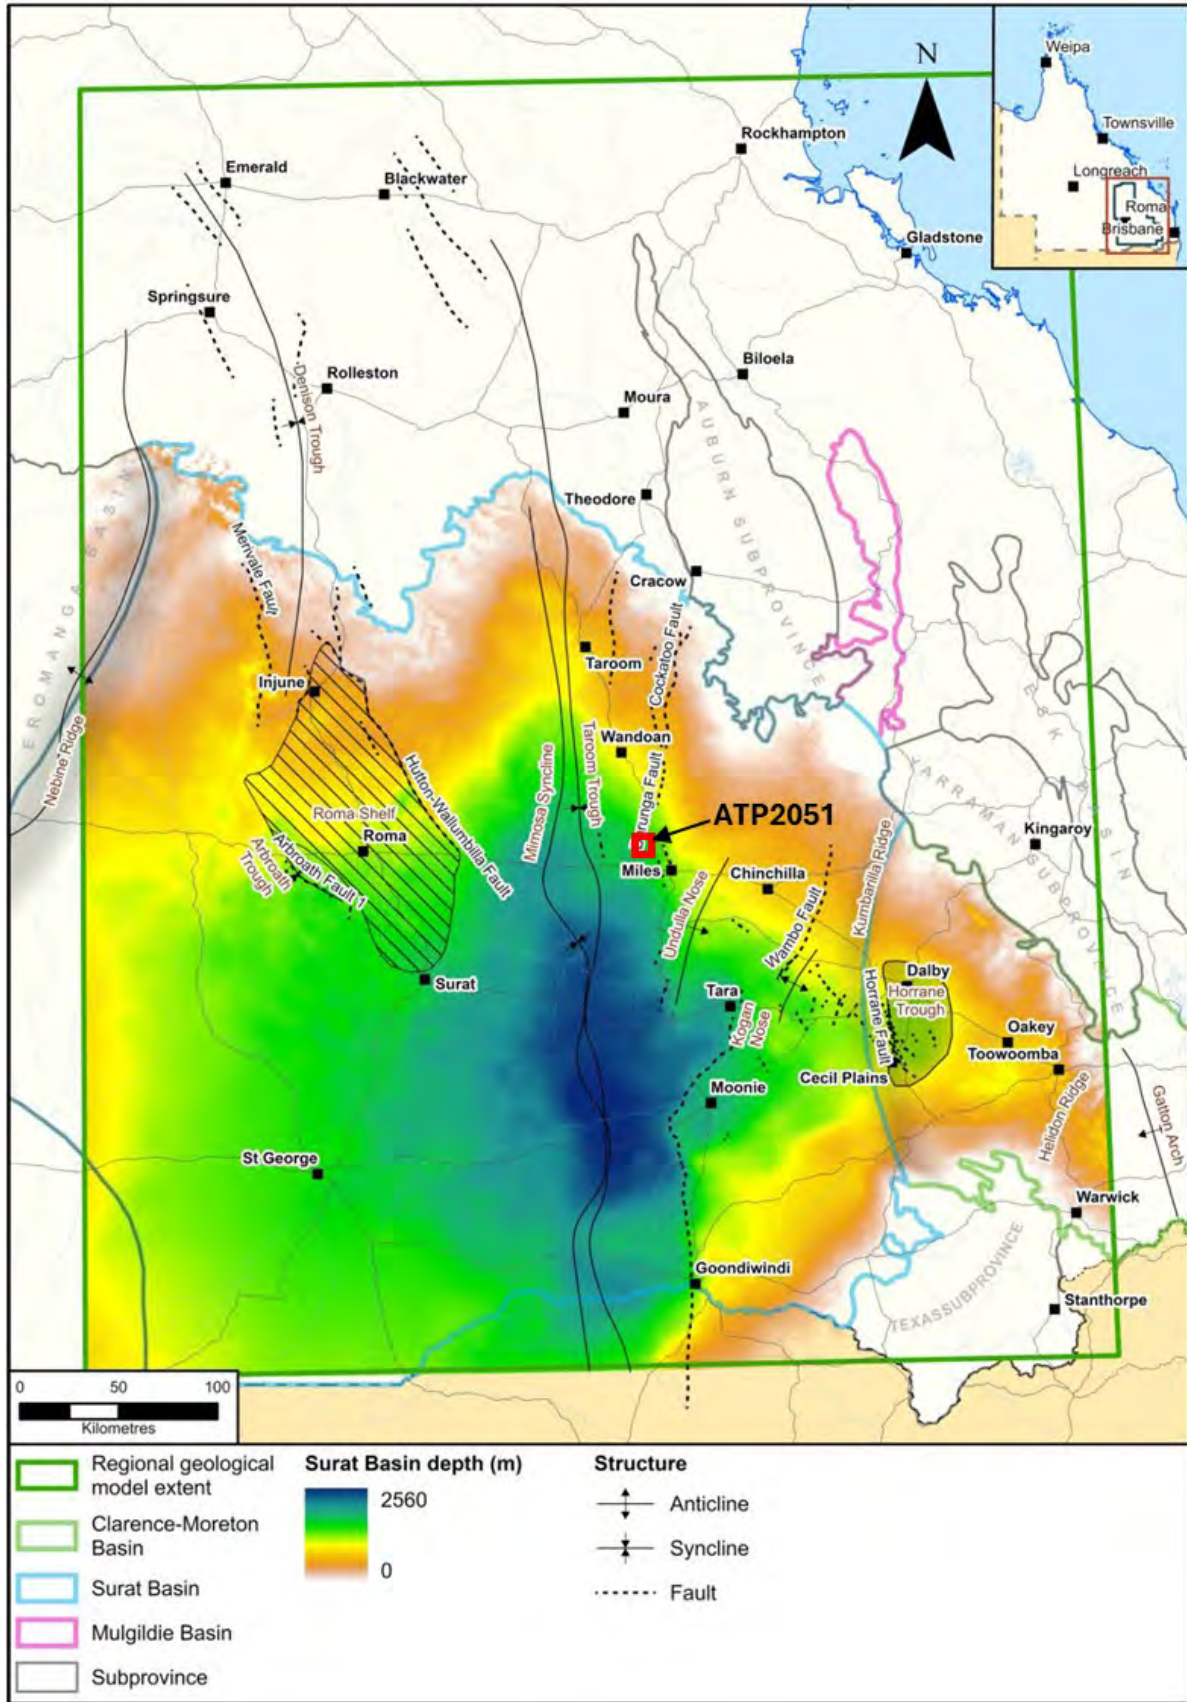 N
Weipa
Townsville
Longreach
Roma
Brisbane
Rockhampton
Emerald
Blackwater
Gladstone
Springsure
Biloela
Rolleston
Denison Trough
Moura
AUBURN SUBPROVINCE
Theodore
EROMANGA BASIN
Merivale Fault
Cracow
Cockatoo Fault
Taroom
Injune
ESK BASIN
Nebine Ridge
Wandoan
Mimosa Syncline
Taroom Trough
Hutton-Wallumbilla Fault
YARRAMAN SUBPROVINCE
ATP2051
Roma Shelf
Roma
Kingaroy
Arbroath
Trough
Arbroath Fault 1
Miles
Chinchilla
Undulla Nose
Wambo Fault
Kumbarilla Ridge
Surat
Dalby
Horrane
Trough
Tara
Kogan
Nose
Horrane Fault
Oakey
Toowoomba
Cecil Plains
Moonie
Helidon Ridge
Gatton Arch
St George
Warwick
Goondiwindi
TEXAS SUBPROVINCE
Stanthorpe
0 50 100
Kilometres
Regional geological
model extent
Clarence-Moreton
Basin
Surat Basin
Mulgildie Basin
Subprovince
Surat Basin depth (m)
2560
0
Structure
Anticline
Syncline
Fault